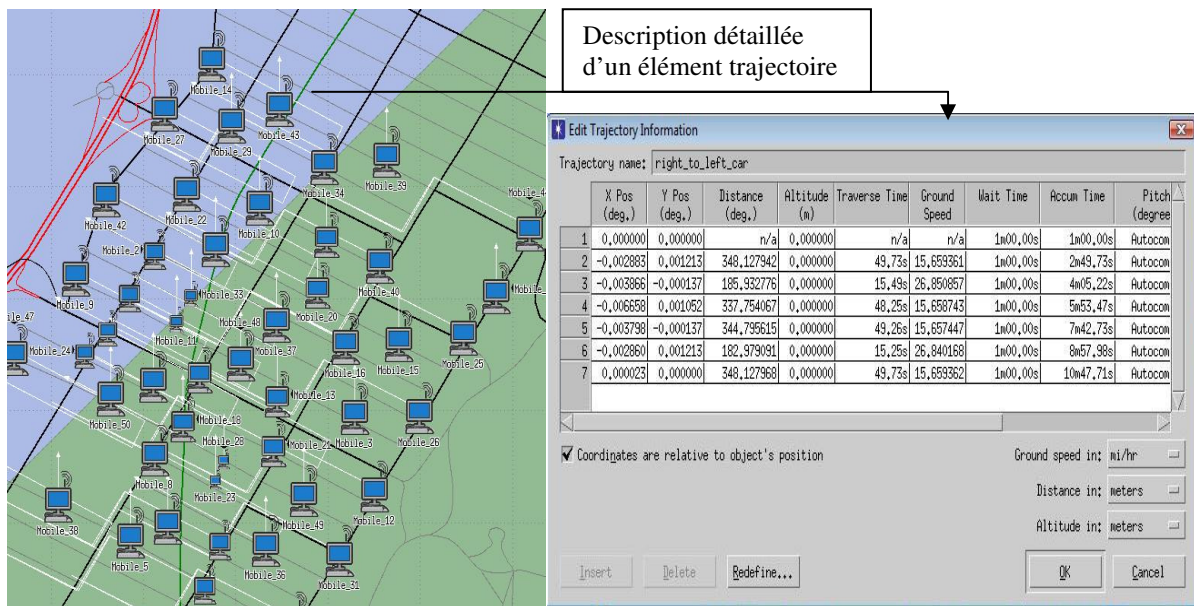 Description détaillée
d'un élément trajectoire
Mobile_14
Mobile_27
Mobile_29
Mobile_43
Mobile_34
Mobile_39
Mobile_42
Mobile_22
Mobile_10
Mobile_2
Mobile_9
Mobile_33
Mobile_40
Mobile_48
Mobile_20
Mobile_11
Mobile_24
Mobile_37
Mobile_16
Mobile_15
Mobile_25
Mobile_13
Mobile_50
Mobile_18
Mobile_28
Mobile_21
Mobile_3
Mobile_26
Mobile_8
Mobile_23
Mobile_38
Mobile_49
Mobile_12
Mobile_5
Mobile_36
Mobile_31
Edit Trajectory Information
Trajectory name: right_to_left_car
X Pos (deg.) Y Pos (deg.) Distance (deg.) Altitude (m) Traverse Time Ground Speed Wait Time Accum Time Pitch (degree
1 0,000000 0,000000 n/a 0,000000 n/a n/a 1m00,00s 1m00,00s Autocom
2 -0,002883 0,001213 348,127942 0,000000 49,73s 15,659361 1m00,00s 2m49,73s Autocom
3 -0,003866 -0,000137 185,932776 0,000000 15,49s 26,850857 1m00,00s 4m05,22s Autocom
4 -0,006658 0,001052 337,754067 0,000000 48,25s 15,658743 1m00,00s 5m53,47s Autocom
5 -0,003798 -0,000137 344,795615 0,000000 49,26s 15,657447 1m00,00s 7m42,73s Autocom
6 -0,002860 0,001213 182,979091 0,000000 15,25s 26,840168 1m00,00s 8m57,98s Autocom
7 0,000023 0,000000 348,127968 0,000000 49,73s 15,659362 1m00,00s 10m47,71s Autocom
Coordinates are relative to object's position
Ground speed in: mi/hr
Distance in: meters
Altitude in: meters
Insert Delete Redefine... OK Cancel